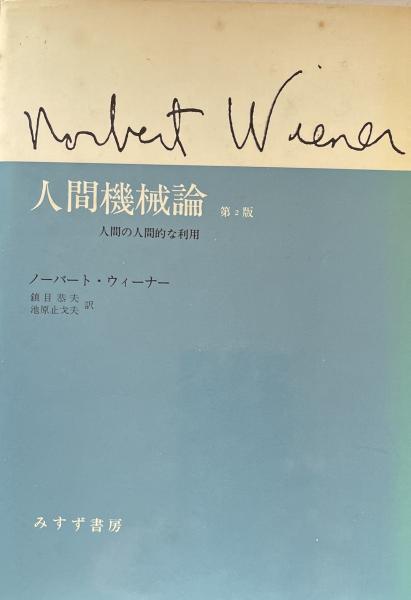 Norbert Wiener
人間機械論 第2版
人間の人間的な利用
ノーバート・ウィーナー
鎮目恭夫
池原止戈夫 訳
みすず書房